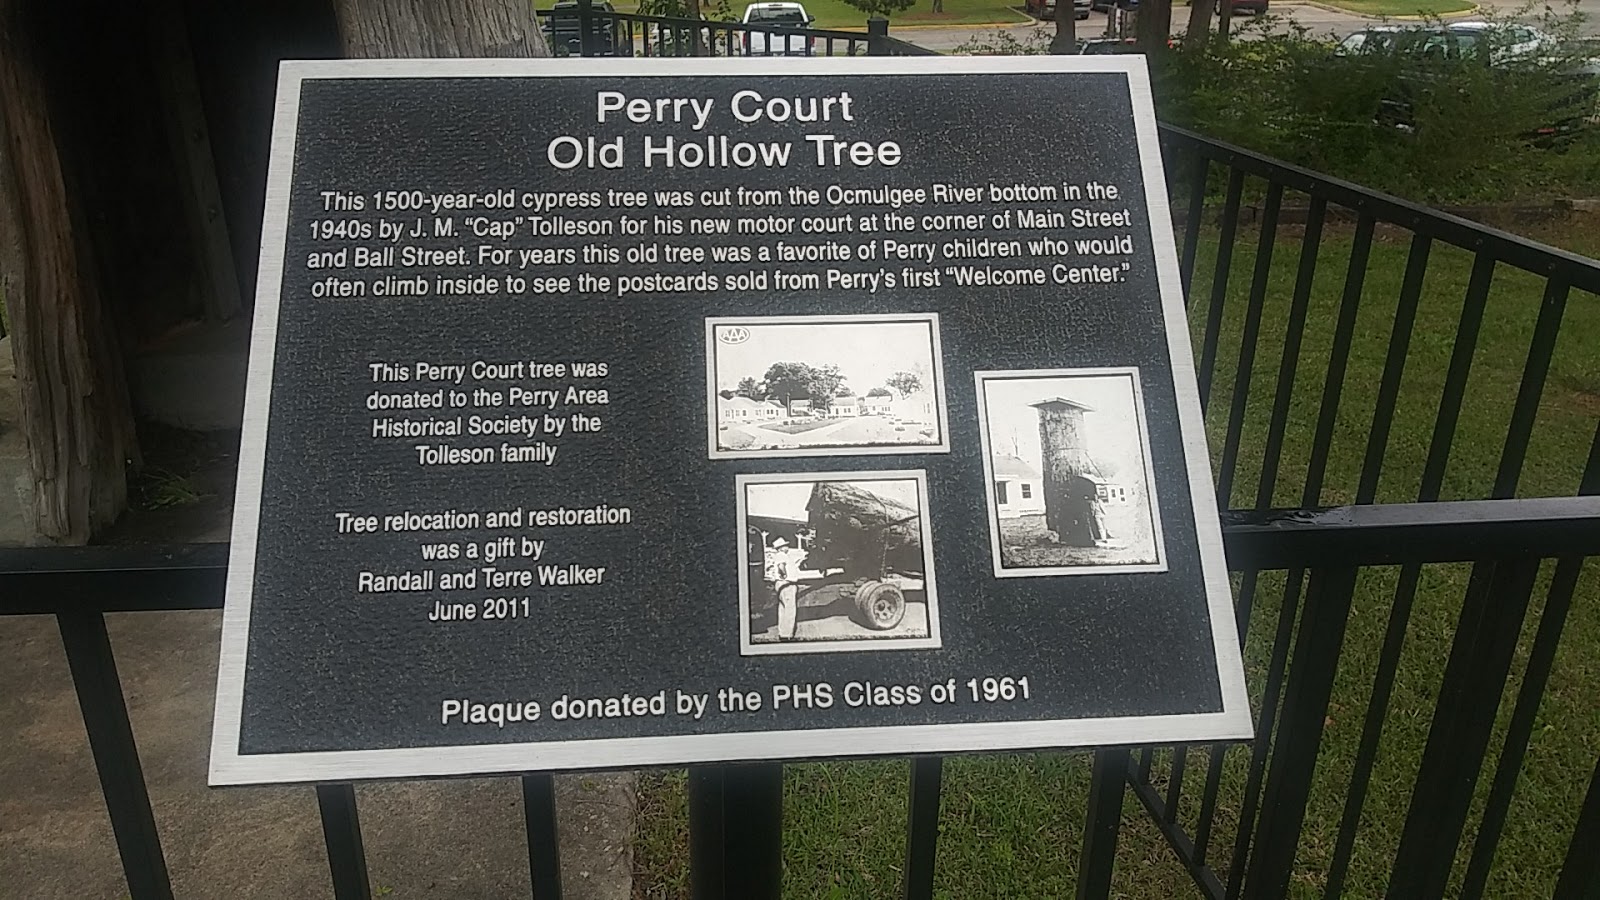 Perry Court
Old Hollow Tree
This 1500-year-old cypress tree was cut from the Ocmulgee River bottom in the
1940s by J. M. “Cap” Tolleson for his new motor court at the corner of Main Street
and Ball Street. For years this old tree was a favorite of Perry children who would
often climb inside to see the postcards sold from Perry’s first “Welcome Center.”
This Perry Court tree was
donated to the Perry Area
Historical Society by the
Tolleson family
Tree relocation and restoration
was a gift by
Randall and Terre Walker
June 2011
AAA
Plaque donated by the PHS Class of 1961